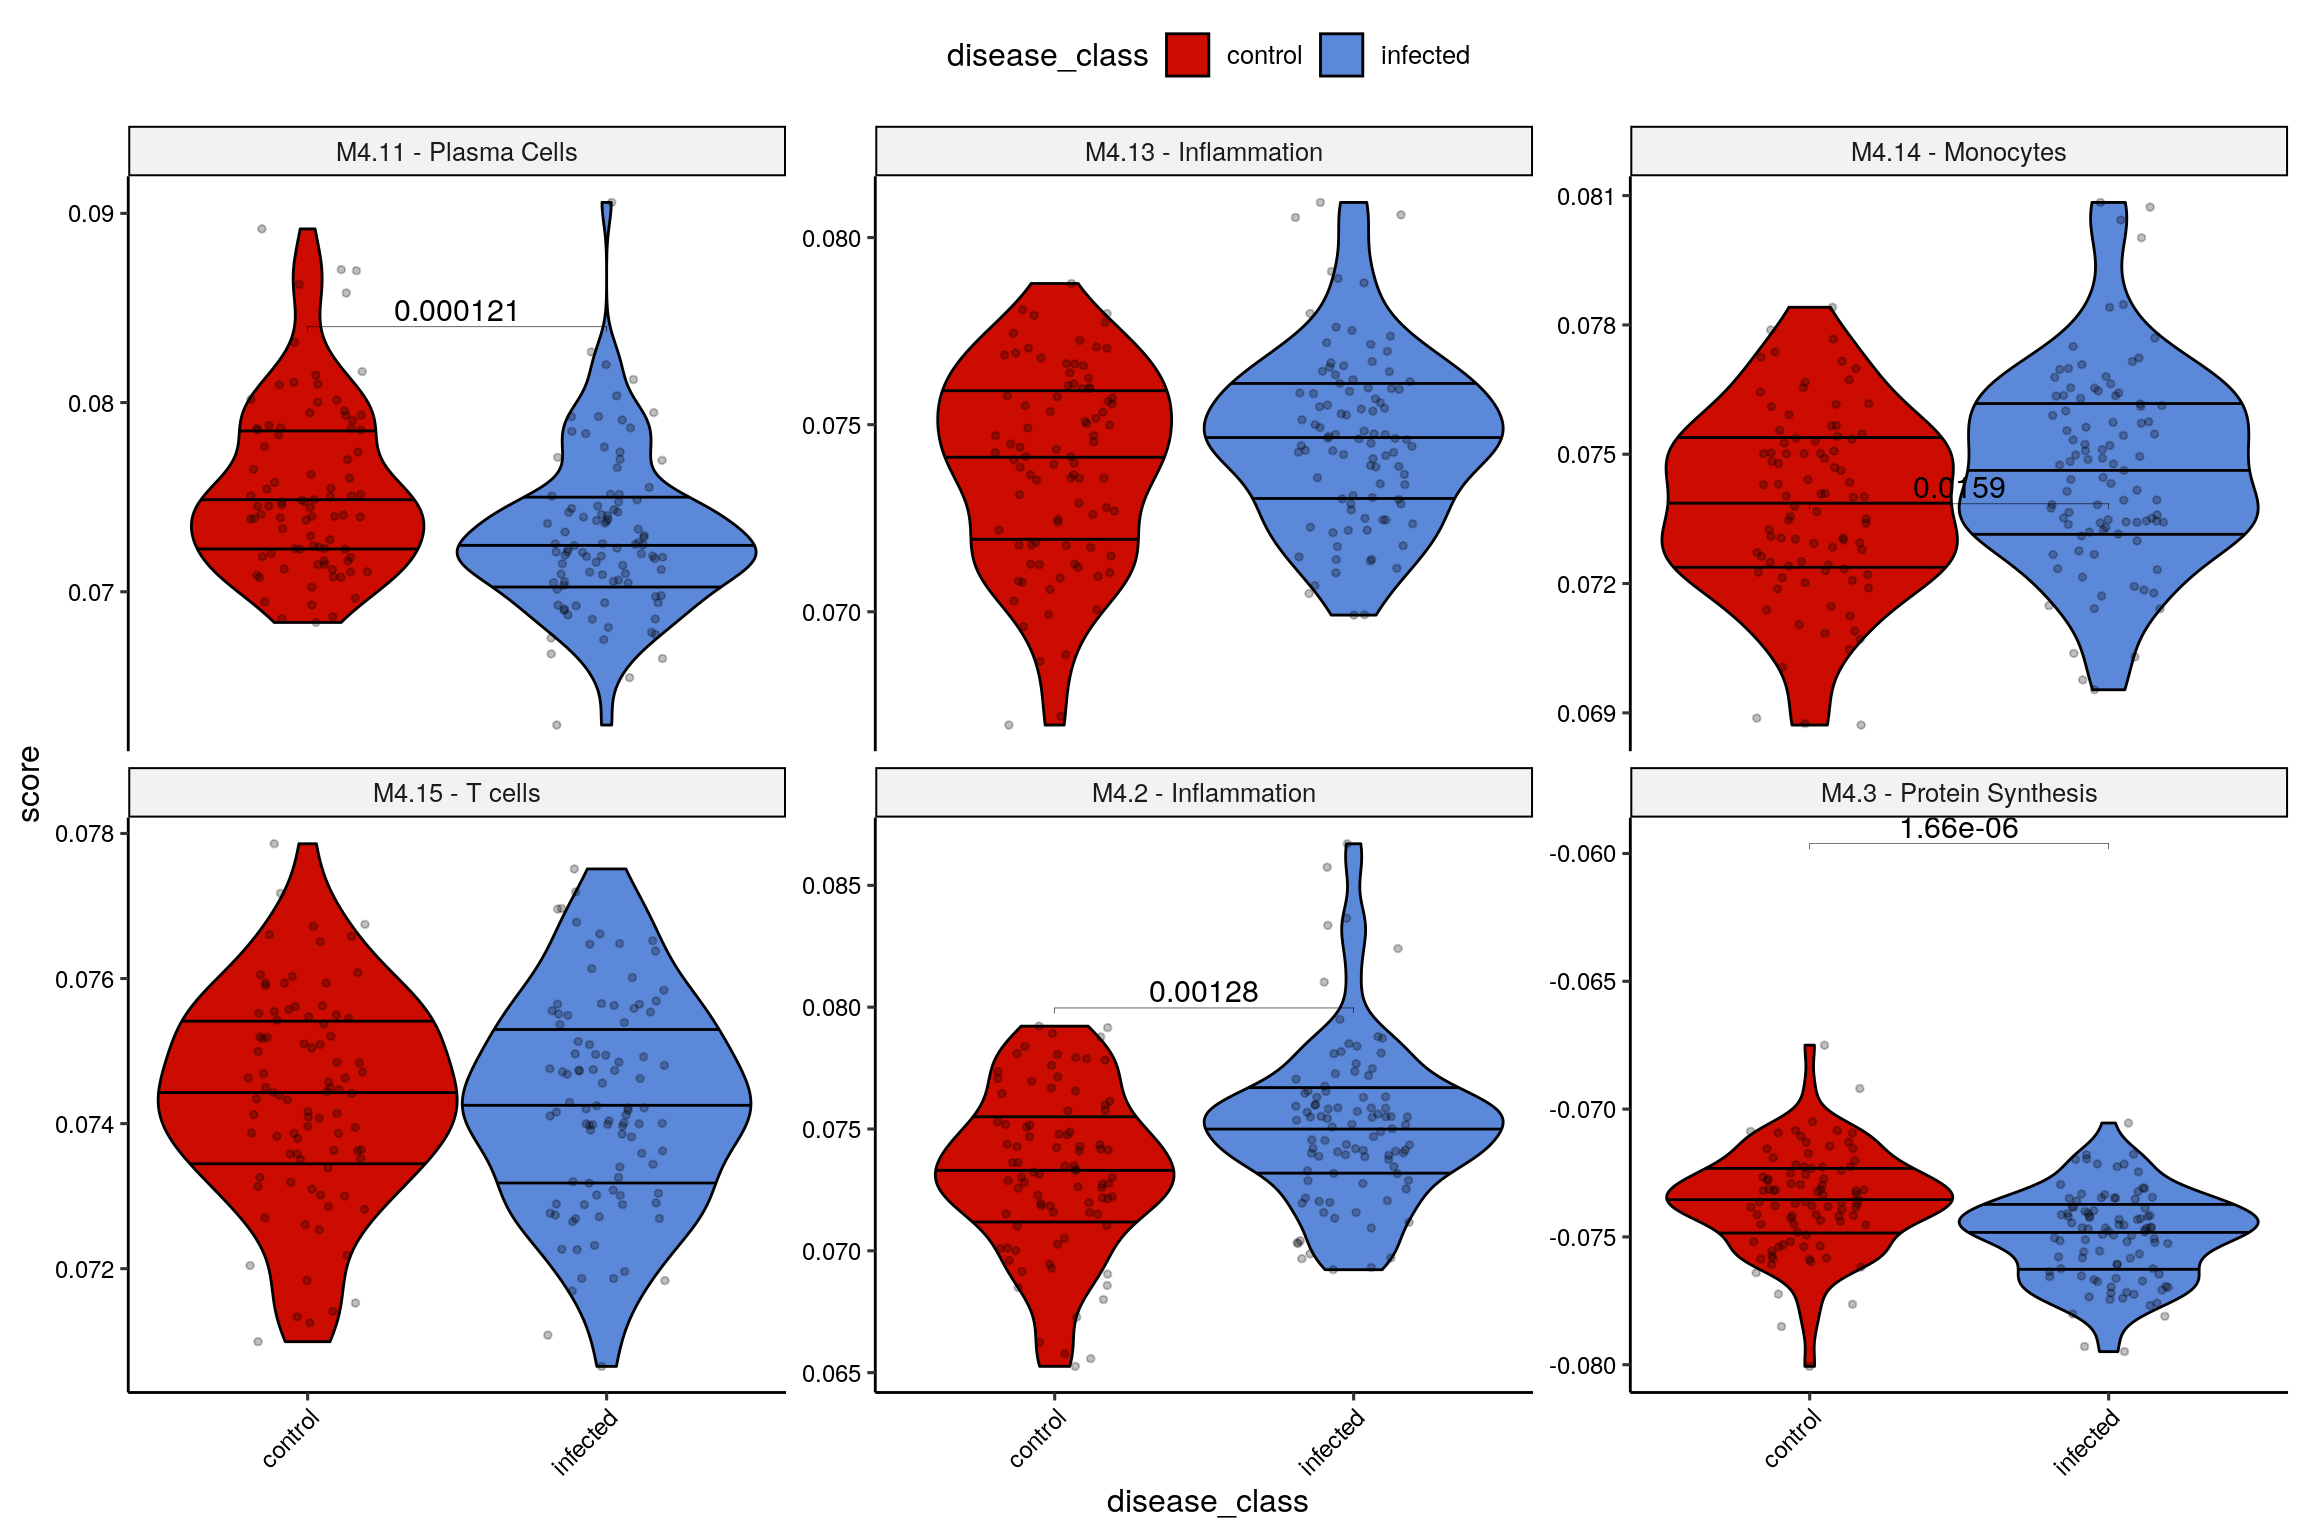 disease_class control infected
M4.11 - Plasma Cells
M4.13 - Inflammation
M4.14 - Monocytes
0.09
0.08
0.07
0.000121
0.080
0.075
0.070
0.081
0.078
0.075
0.072
0.069
0.0159
score
M4.15 - T cells
M4.2 - Inflammation
M4.3 - Protein Synthesis
0.078
0.076
0.074
0.072
0.085
0.080
0.075
0.070
0.065
0.00128
1.66e-06
-0.060
-0.065
-0.070
-0.075
-0.080
control
infected
control
infected
control
infected
disease_class